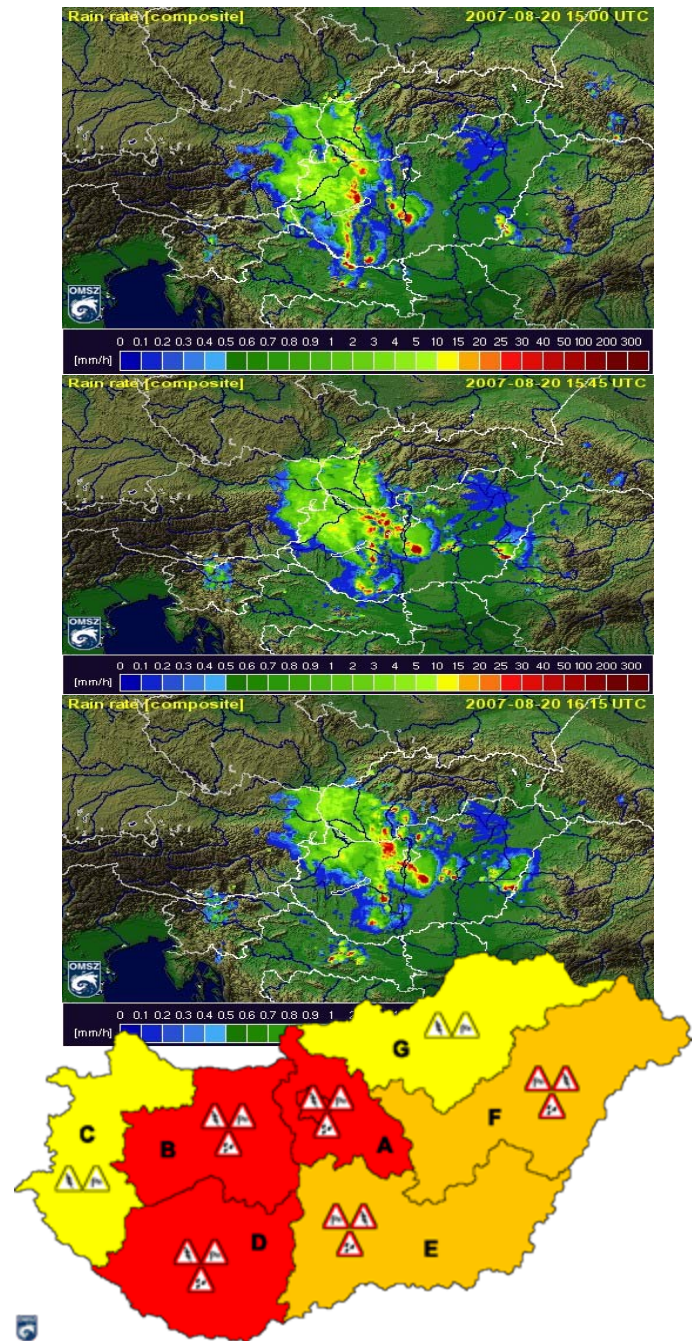 Rain rate [composite] 2007-08-20 15:00 UTC
OMSZ
0 0.1 0.2 0.3 0.4 0.5 0.6 0.7 0.8 0.9 1 2 3 4 5 10 15 20 25 30 40 50 100 200 300
[mm/h]
Rain rate [composite] 2007-08-20 15:45 UTC
OMSZ
0 0.1 0.2 0.3 0.4 0.5 0.6 0.7 0.8 0.9 1 2 3 4 5 10 15 20 25 30 40 50 100 200 300
[mm/h]
Rain rate [composite] 2007-08-20 16:15 UTC
OMSZ
0 0.1 0.2 0.3 0.4 0.5 0.6 0.7 0.8 0.9 1 2
[mm/h]
G
F
C
B
A
D
E